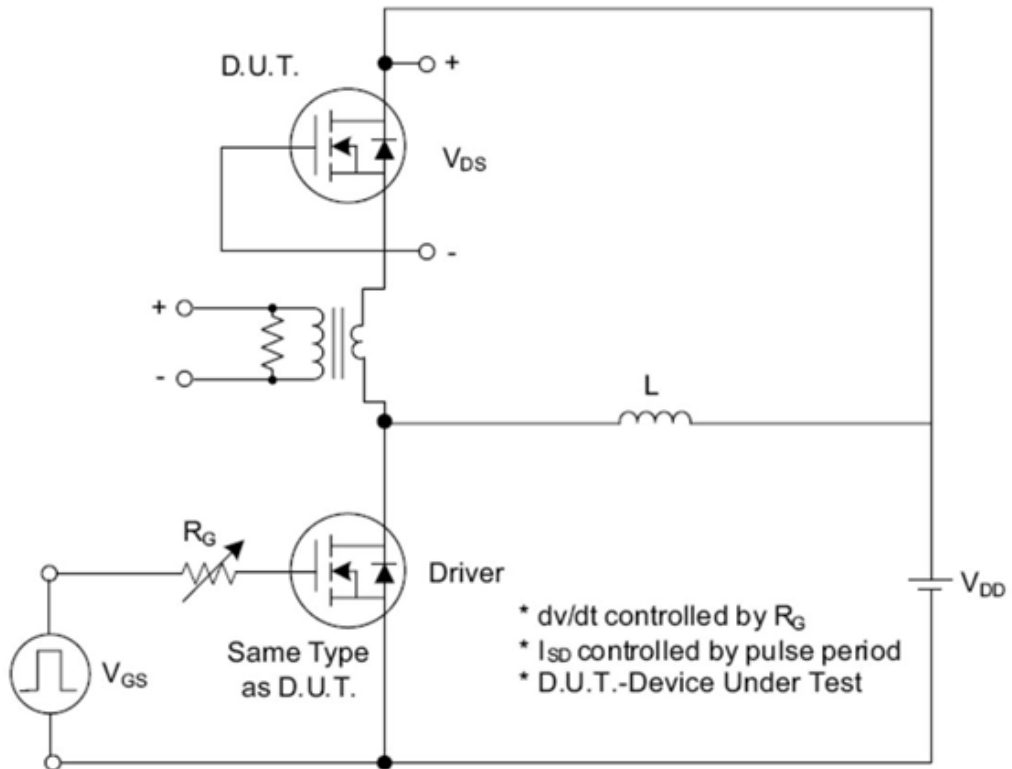 D.U.T.
+
VDS
-
+
-
L
RG
Driver
VDD
VGS
Same Type
as D.U.T.
* dv/dt controlled by RG
* ISD controlled by pulse period
* D.U.T.-Device Under Test